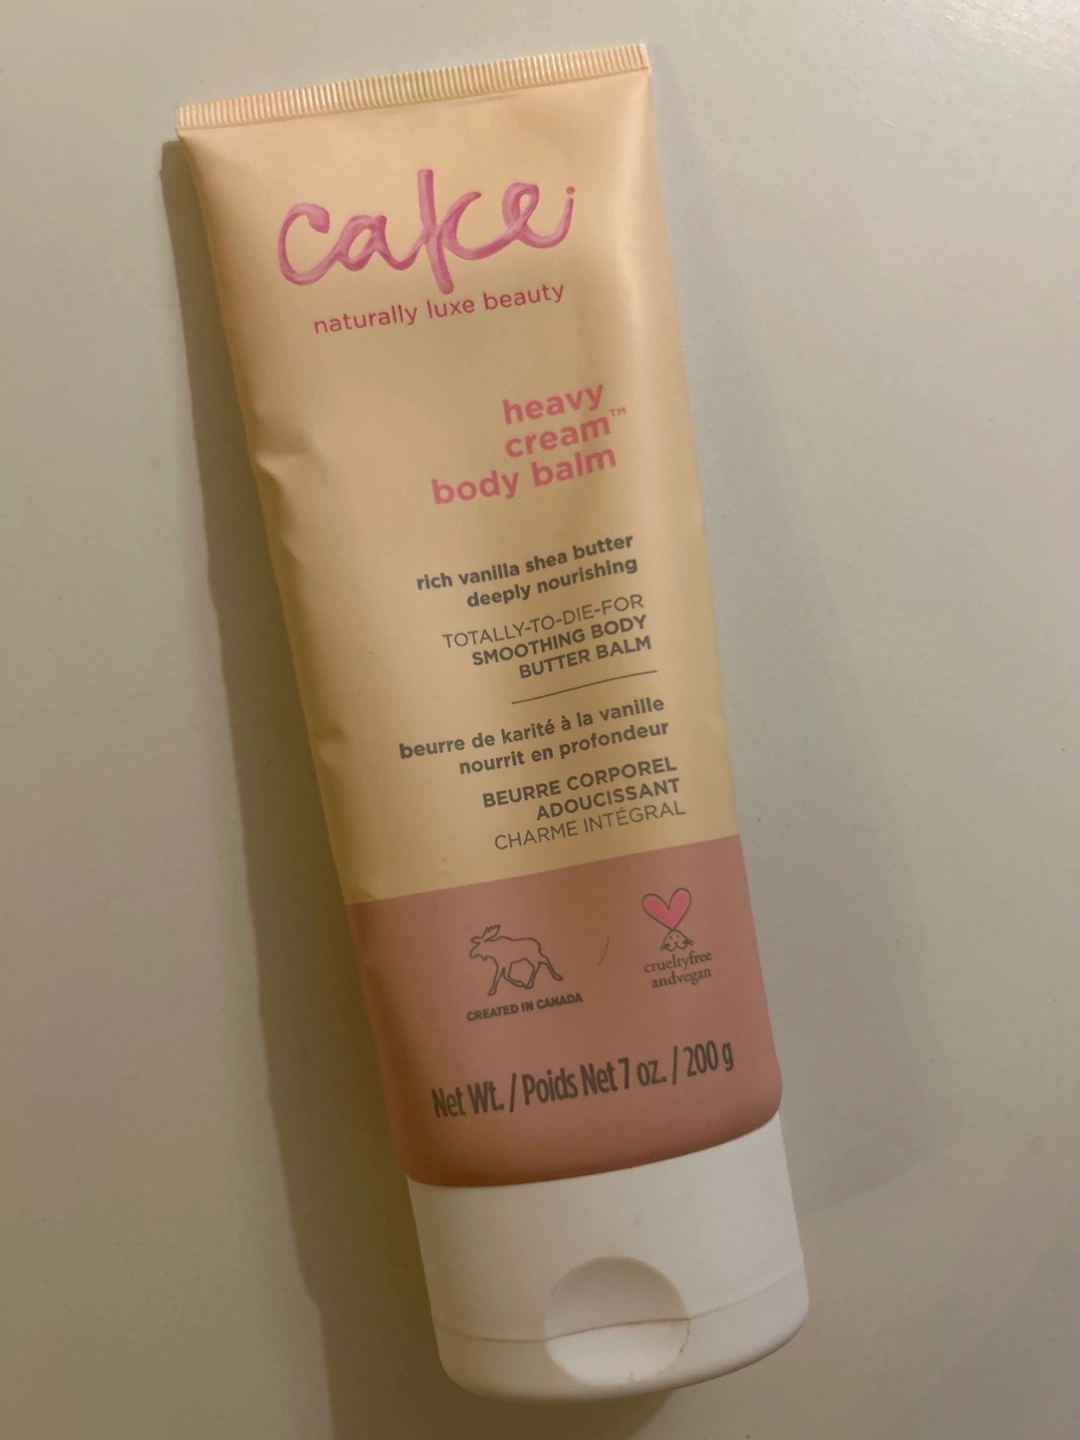 cake
naturally luxe beauty
heavy
cream™
body balm
rich vanilla shea butter
deeply nourishing
TOTALLY-TO-DIE-FOR
SMOOTHING BODY
BUTTER BALM
beurre de karité à la vanille
nourrit en profondeur
BEURRE CORPOREL
ADOUCISSANT
CHARME INTÉGRAL
CREATED IN CANADA
crueltyfree
andvegan
Net Wt. / Poids Net 7 oz. / 200 g